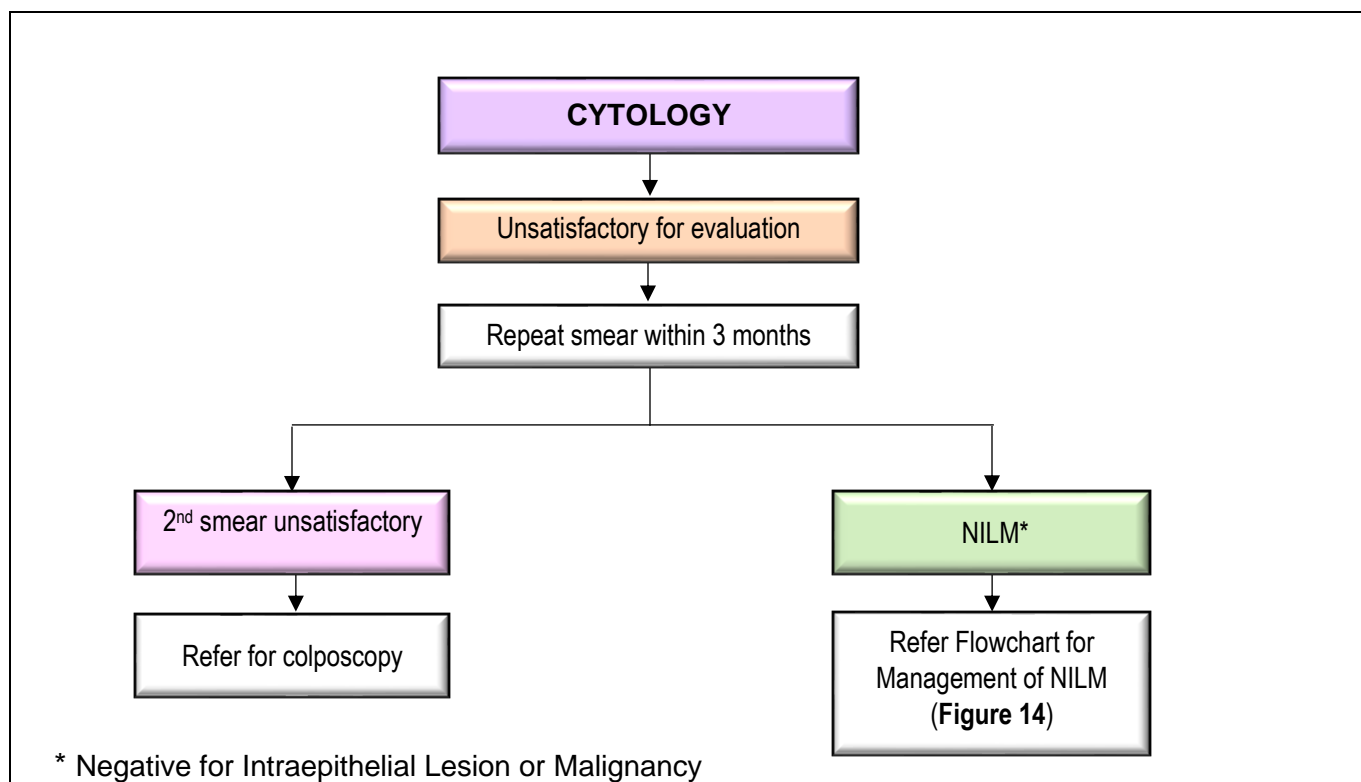 CYTOLOGY
Unsatisfactory for evaluation
Repeat smear within 3 months
2nd smear unsatisfactory
NILM*
Refer for colposcopy
Refer Flowchart for
Management of NILM
(Figure 14)
* Negative for Intraepithelial Lesion or Malignancy